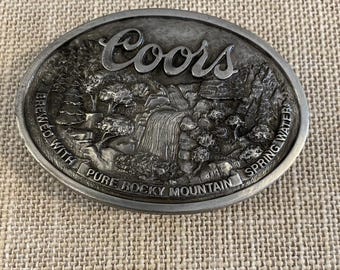 Coors
BREWED WITH
PURE ROCKY MOUNTAIN
SPRING WATER